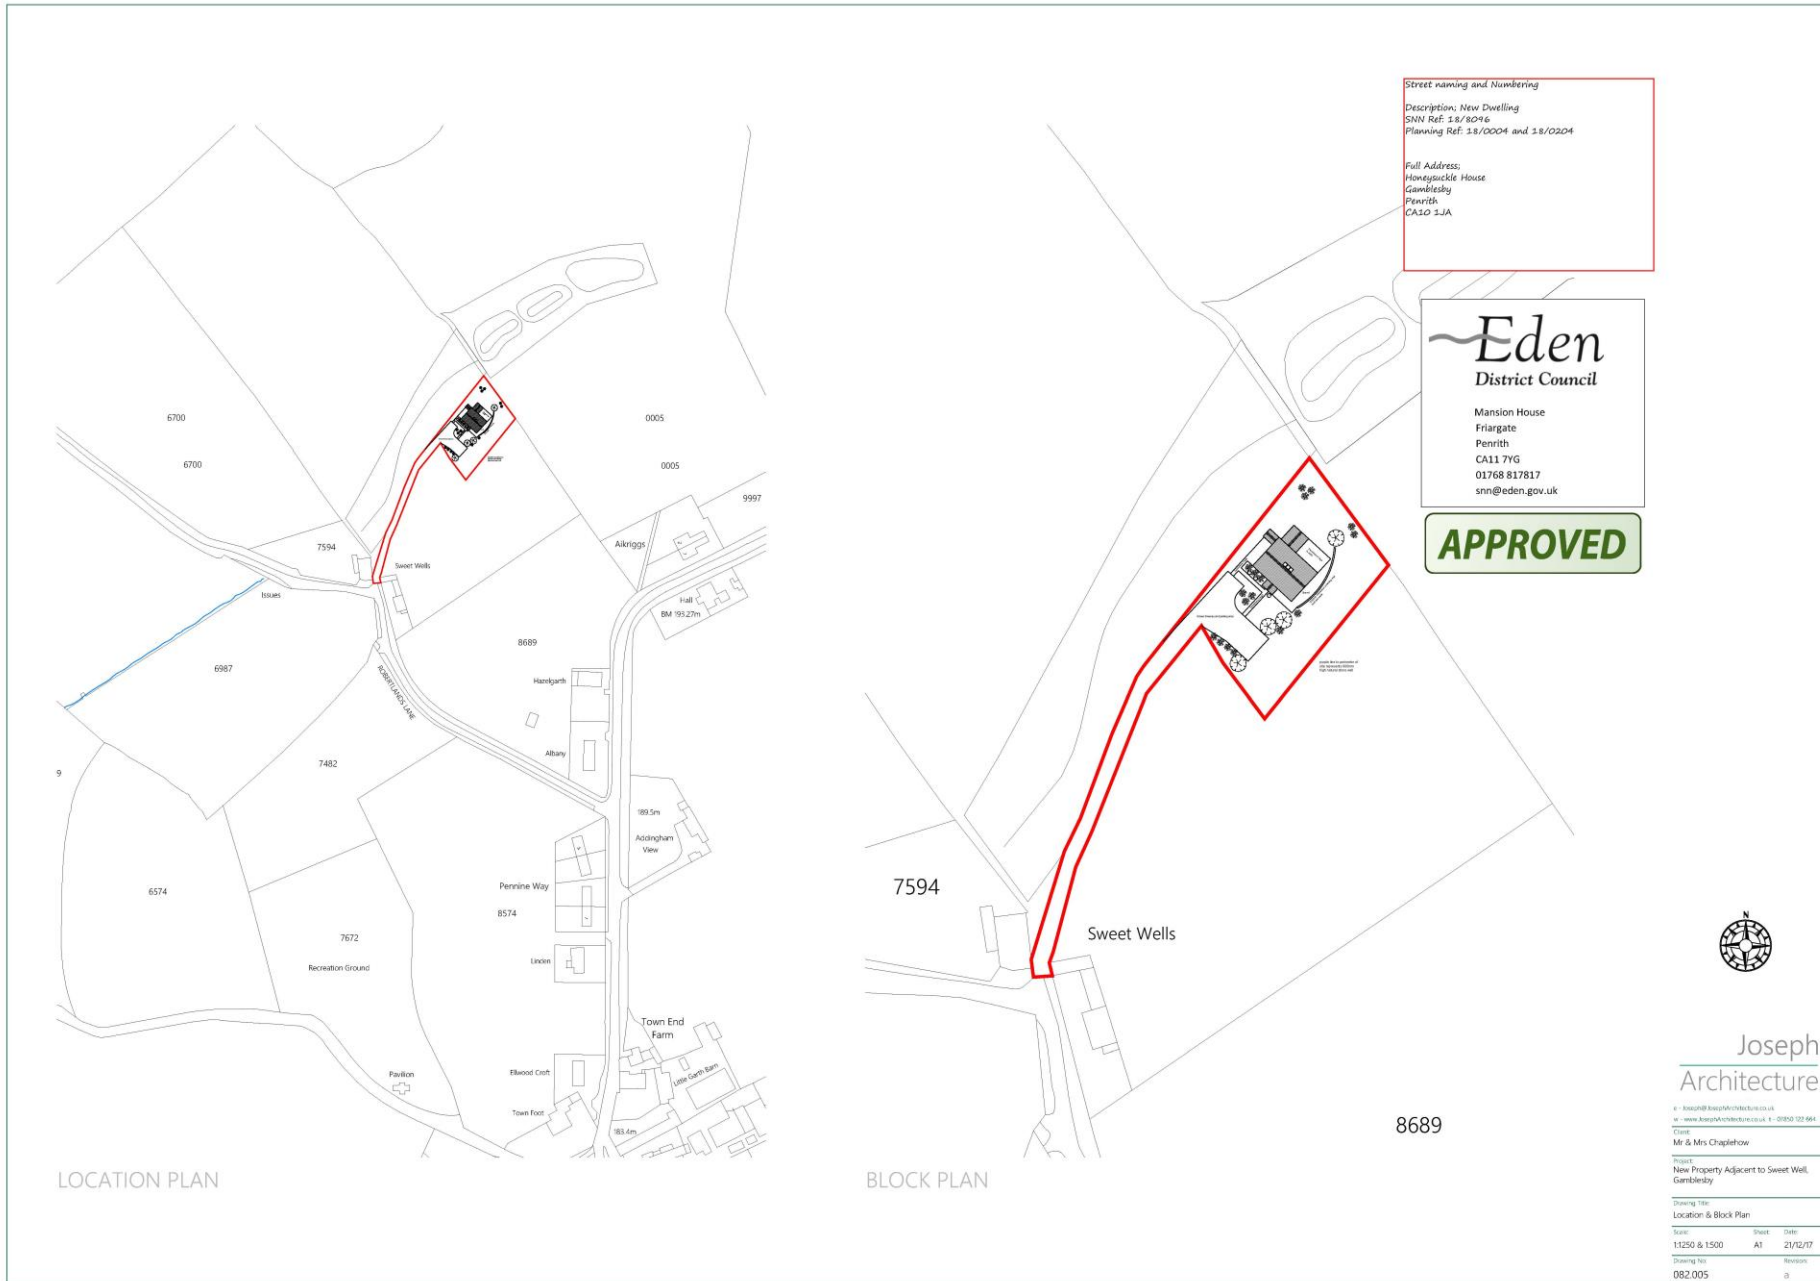 Street naming and Numbering
Description; New Dwelling
SNN Ref: 18/8096
Planning Ref: 18/0004 and 18/0204
Full Address;
Honeysuckle House
Gamblesby
Penrith
CA10 1JA
Eden
District Council
Mansion House
Friargate
Penrith
CA11 7YG
01768 817817
snn@eden.gov.uk
APPROVED
6700
6700
0005
0005
9997
7594
Aikriggs
Sweet Wells
Issues
Hall
BM 193.27m
6987
8689
ROBERTLANDS LANE
Hazelgarth
Albany
7482
9
189.5m
Addingham
View
6574
Pennine Way
8574
7672
Recreation Ground
Linden
Town End
Farm
Pavilion
Ellwood Croft
Little Garth Barn
Town Foot
183.4m
LOCATION PLAN
7594
Sweet Wells
8689
BLOCK PLAN
N
Joseph
Architecture
Client:
Mr & Mrs Chaplehow
Project:
New Property Adjacent to Sweet Well,
Gamblesby
Drawing Title:
Location & Block Plan
Scale: Sheet: Date:
1:1250 & 1:500 A1 21/12/17
Drawing No: Revision:
082.005 a